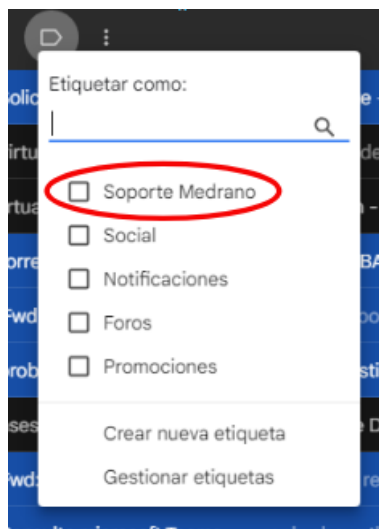 Etiquetar como:
Soporte Medrano
Social
Notificaciones
Foros
Promociones
Crear nueva etiqueta
Gestionar etiquetas